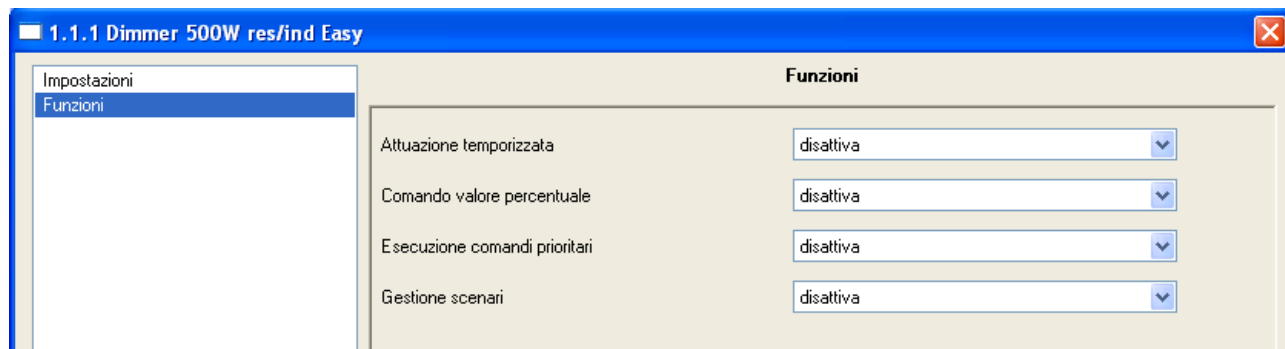 1.1.1 Dimmer 500W res/ind Easy
Impostazioni
Funzioni
Funzioni
Attuazione temporizzata disattiva
Comando valore percentuale disattiva
Esecuzione comandi prioritari disattiva
Gestione scenari disattiva